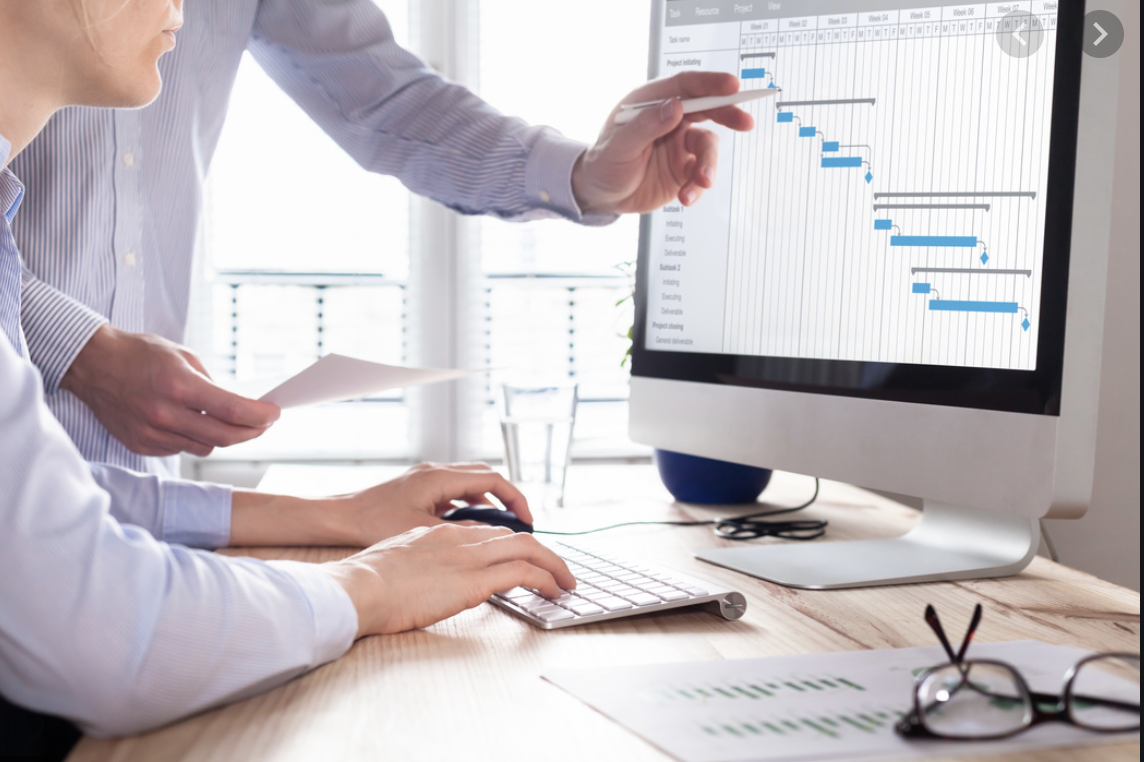 Task Resource Project View
Week 01 Week 02 Week 03 Week 04 Week 05 Week 06 Week 07 Week
Task name
M T W T F M T W T F M T W T F M T W T F M T W T F M T W T F M T W T F M T W
Project initiating
Subtask 1
Initiating
Executing
Deliverable
Subtask 2
Initiating
Executing
Deliverable
Project closing
General deliverable